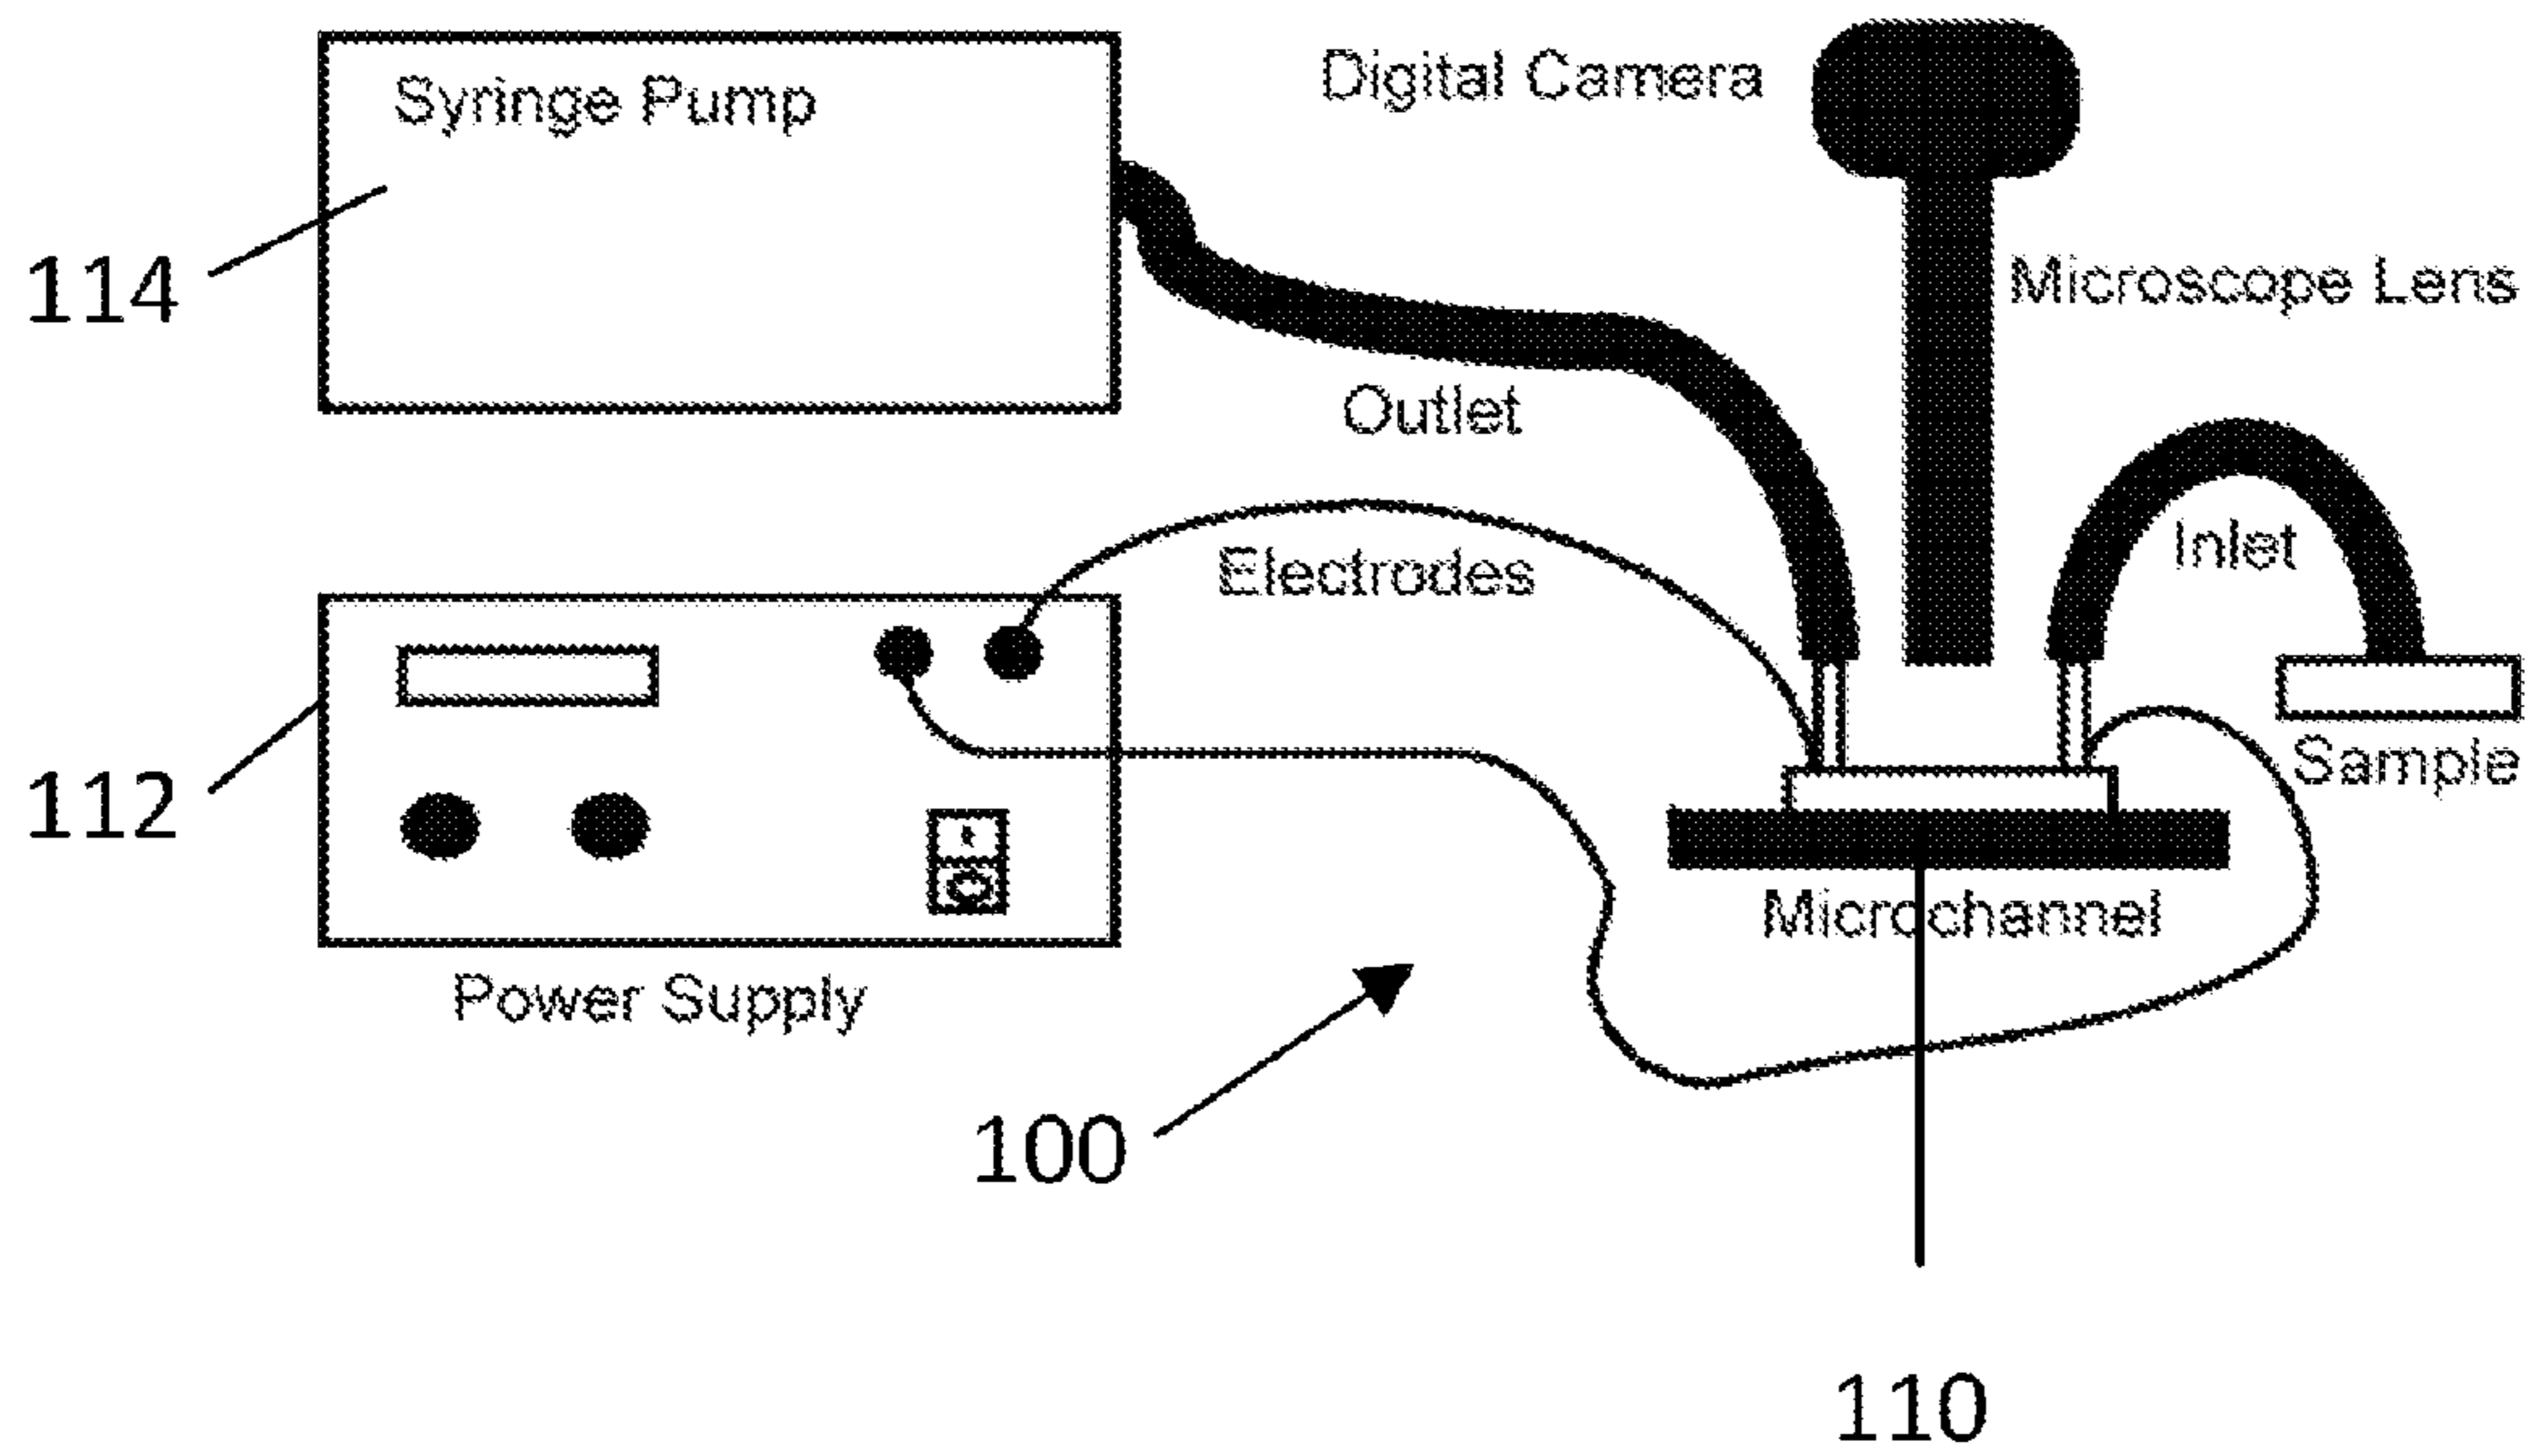 Syringe Pump
Digital Camera
114
Microscope Lens
Outlet
Inlet
Electrodes
Sample
112
Microchannel
Power Supply
100
110